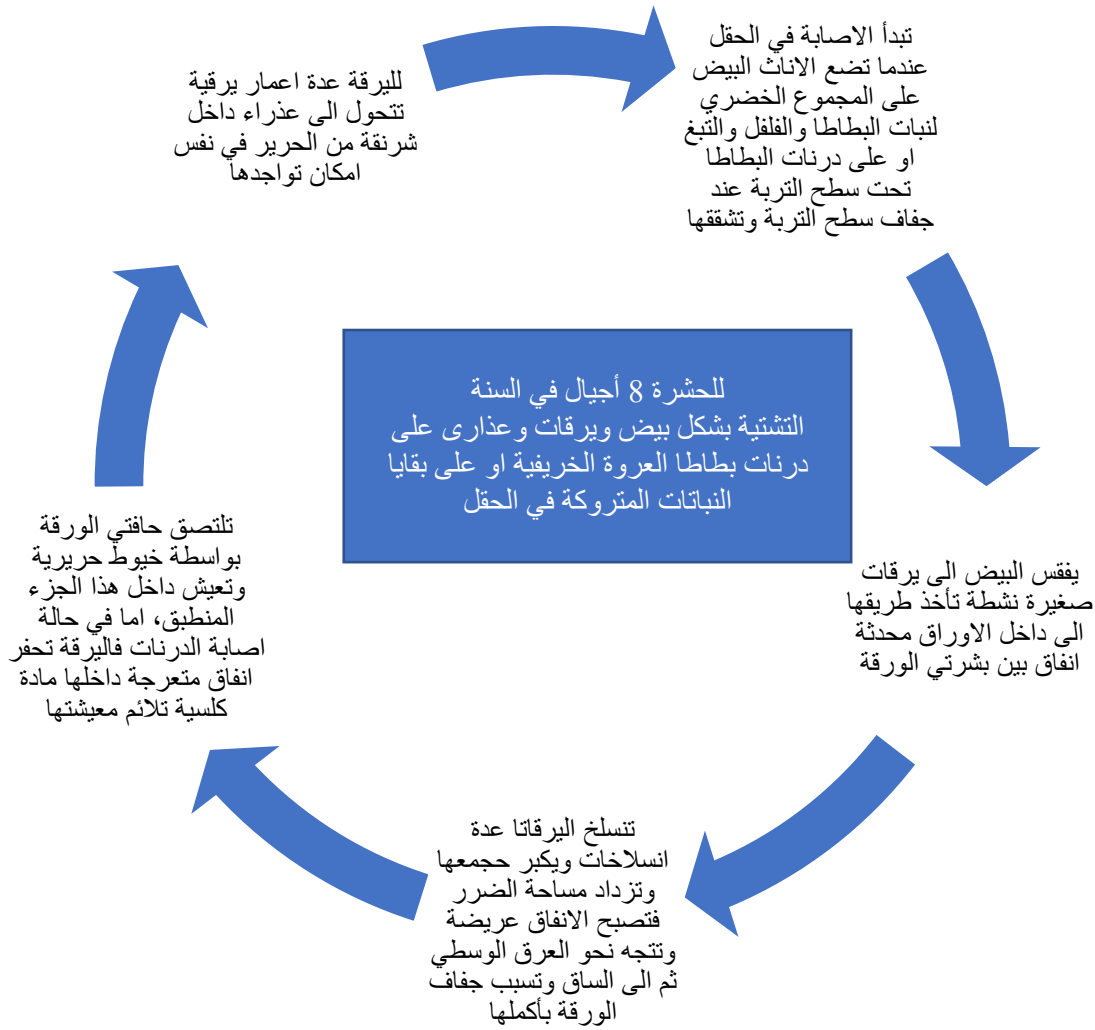 تبدأ الاصابة في الحقل
عندما تضع الاناث البيض
على المجموع الخضري
لنبات البطاطا والفلفل والتبغ
او على درنات البطاطا
تحت سطح التربة عند
جفاف سطح التربة وتشققها
يفقس البيض الى يرقات
صغيرة نشطة تأخذ طريقها
الى داخل الاوراق محدثة
انفاق بين بشرتي الورقة
تنسلخ اليرقاتا عدة
انسلاخات ويكبر حجمعها
وتزداد مساحة الضرر
فتصبح الانفاق عريضة
وتتجه نحو العرق الوسطي
ثم الى الساق وتسبب جفاف
الورقة بأكملها
تلتصق حافتي الورقة
بواسطة خيوط حريرية
وتعيش داخل هذا الجزء
المنطبق، اما في حالة
اصابة الدرنات فاليرقة تحفر
انفاق متعرجة داخلها مادة
كلسية تلائم معيشتها
لليرقة عدة اعمار يرقية
تتحول الى عذراء داخل
شرنقة من الحرير في نفس
امكان تواجدها
للحشرة 8 أجيال في السنة
التشتية بشكل بيض ويرقات وعذارى على
درنات بطاطا العروة الخريفية او على بقايا
النباتات المتروكة في الحقل